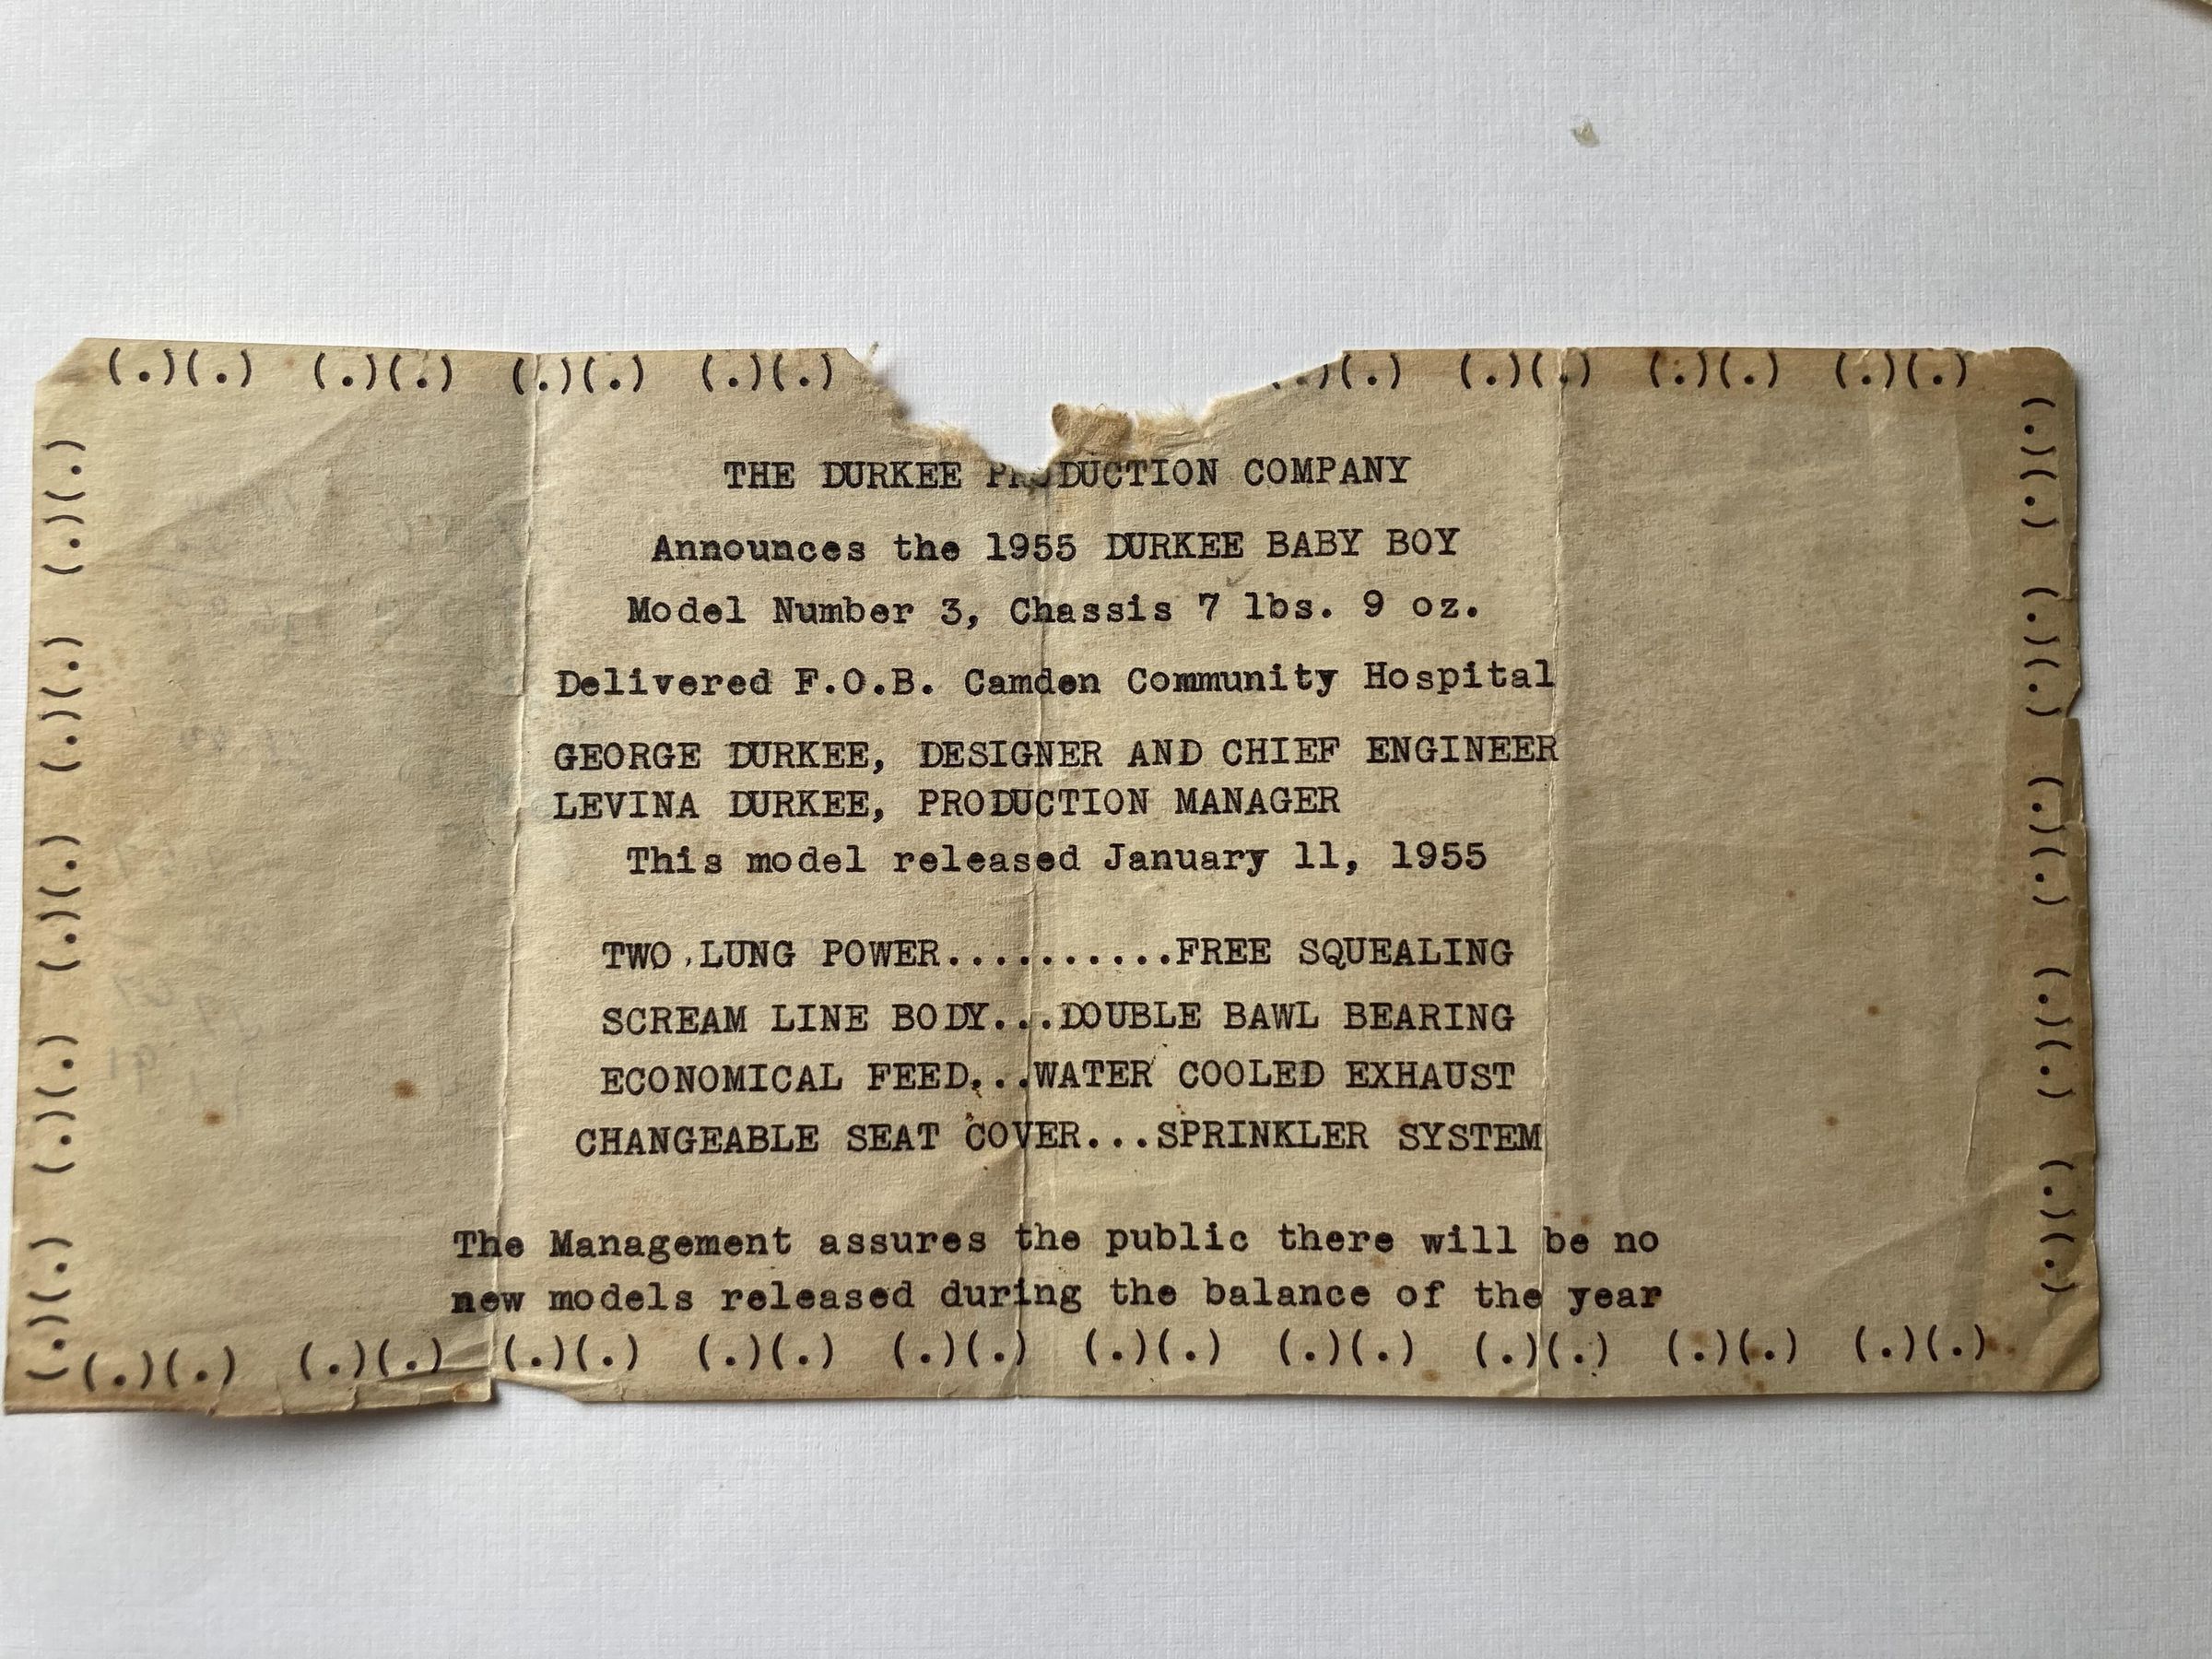 (.)(.) (.)(.) (.)(.) (.)(.) .)(.) (.)(.) (.)(.) (.)(.)
THE DURKEE PRODUCTION COMPANY
Announces the 1955 DURKEE BABY BOY
Model Number 3, Chassis 7 lbs. 9 oz.
Delivered F.O.B. Camden Community Hospital
GEORGE DURKEE, DESIGNER AND CHIEF ENGINEER
LEVINA DURKEE, PRODUCTION MANAGER
This model released January 11, 1955
TWO LUNG POWER..........FREE SQUEALING
SCREAM LINE BODY...DOUBLE BAWL BEARING
ECONOMICAL FEED...WATER COOLED EXHAUST
CHANGEABLE SEAT COVER...SPRINKLER SYSTEM
The Management assures the public there will be no
new models released during the balance of the year
(.)(.) (.)(.) (.)(.) (.)(.) (.)(.) (.)(.) (.)(.) (.)(.) (.)(.) (.)(.)
(.)(.) (.)(.) (.)(.) (.)(.) (.)(.)
(.)(.) (.)(.) (.)(.) (.)(.) (.)(.)